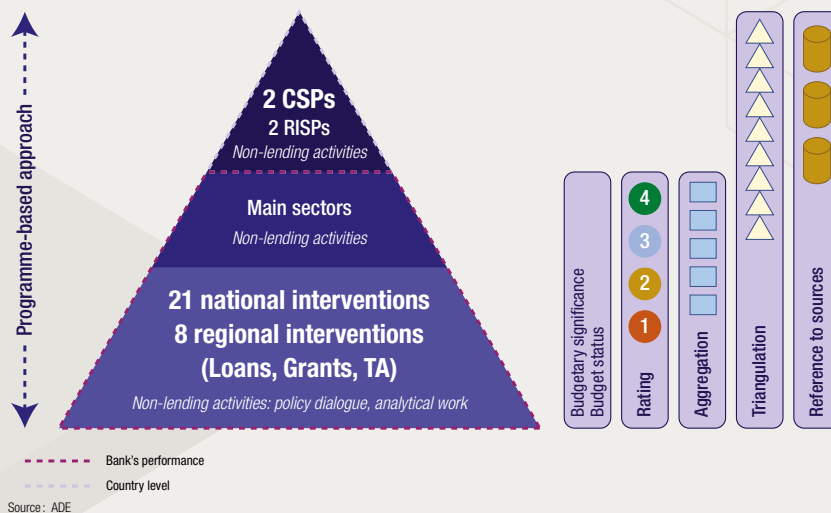 Programme-based approach
2 CSPs
2 RISPs
Non-lending activities
Main sectors
Non-lending activities
21 national interventions
8 regional interventions
(Loans, Grants, TA)
Non-lending activities: policy dialogue, analytical work
Budgetary significance
Budget status
4
3
2
1
Rating
Aggregation
Triangulation
Reference to sources
Bank's performance
Country level
Source: ADE